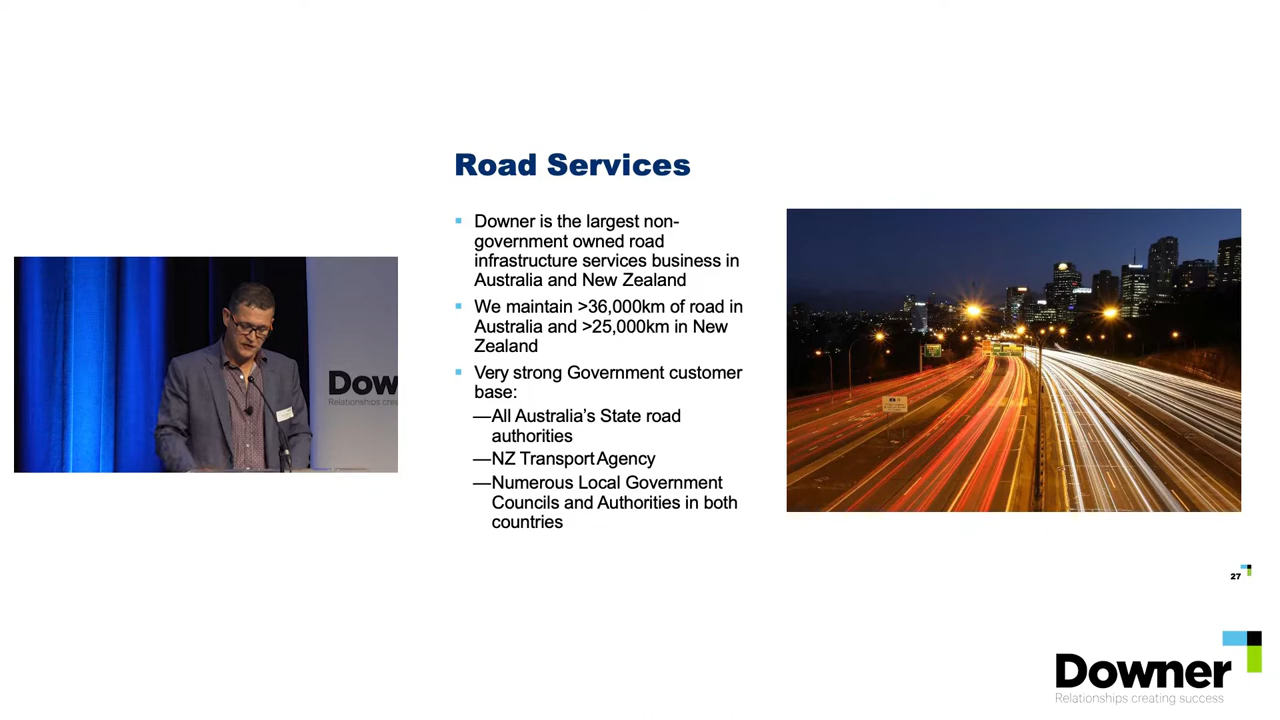 Road Services
Downer is the largest non-
government owned road
infrastructure services business in
Australia and New Zealand
We maintain >36,000km of road in
Australia and >25,000km in New
Zealand
Very strong Government customer
base:
—All Australia's State road
authorities
—NZ Transport Agency
—Numerous Local Government
Councils and Authorities in both
countries
Dow
Relationships crea
27
Downer
Relationships creating success